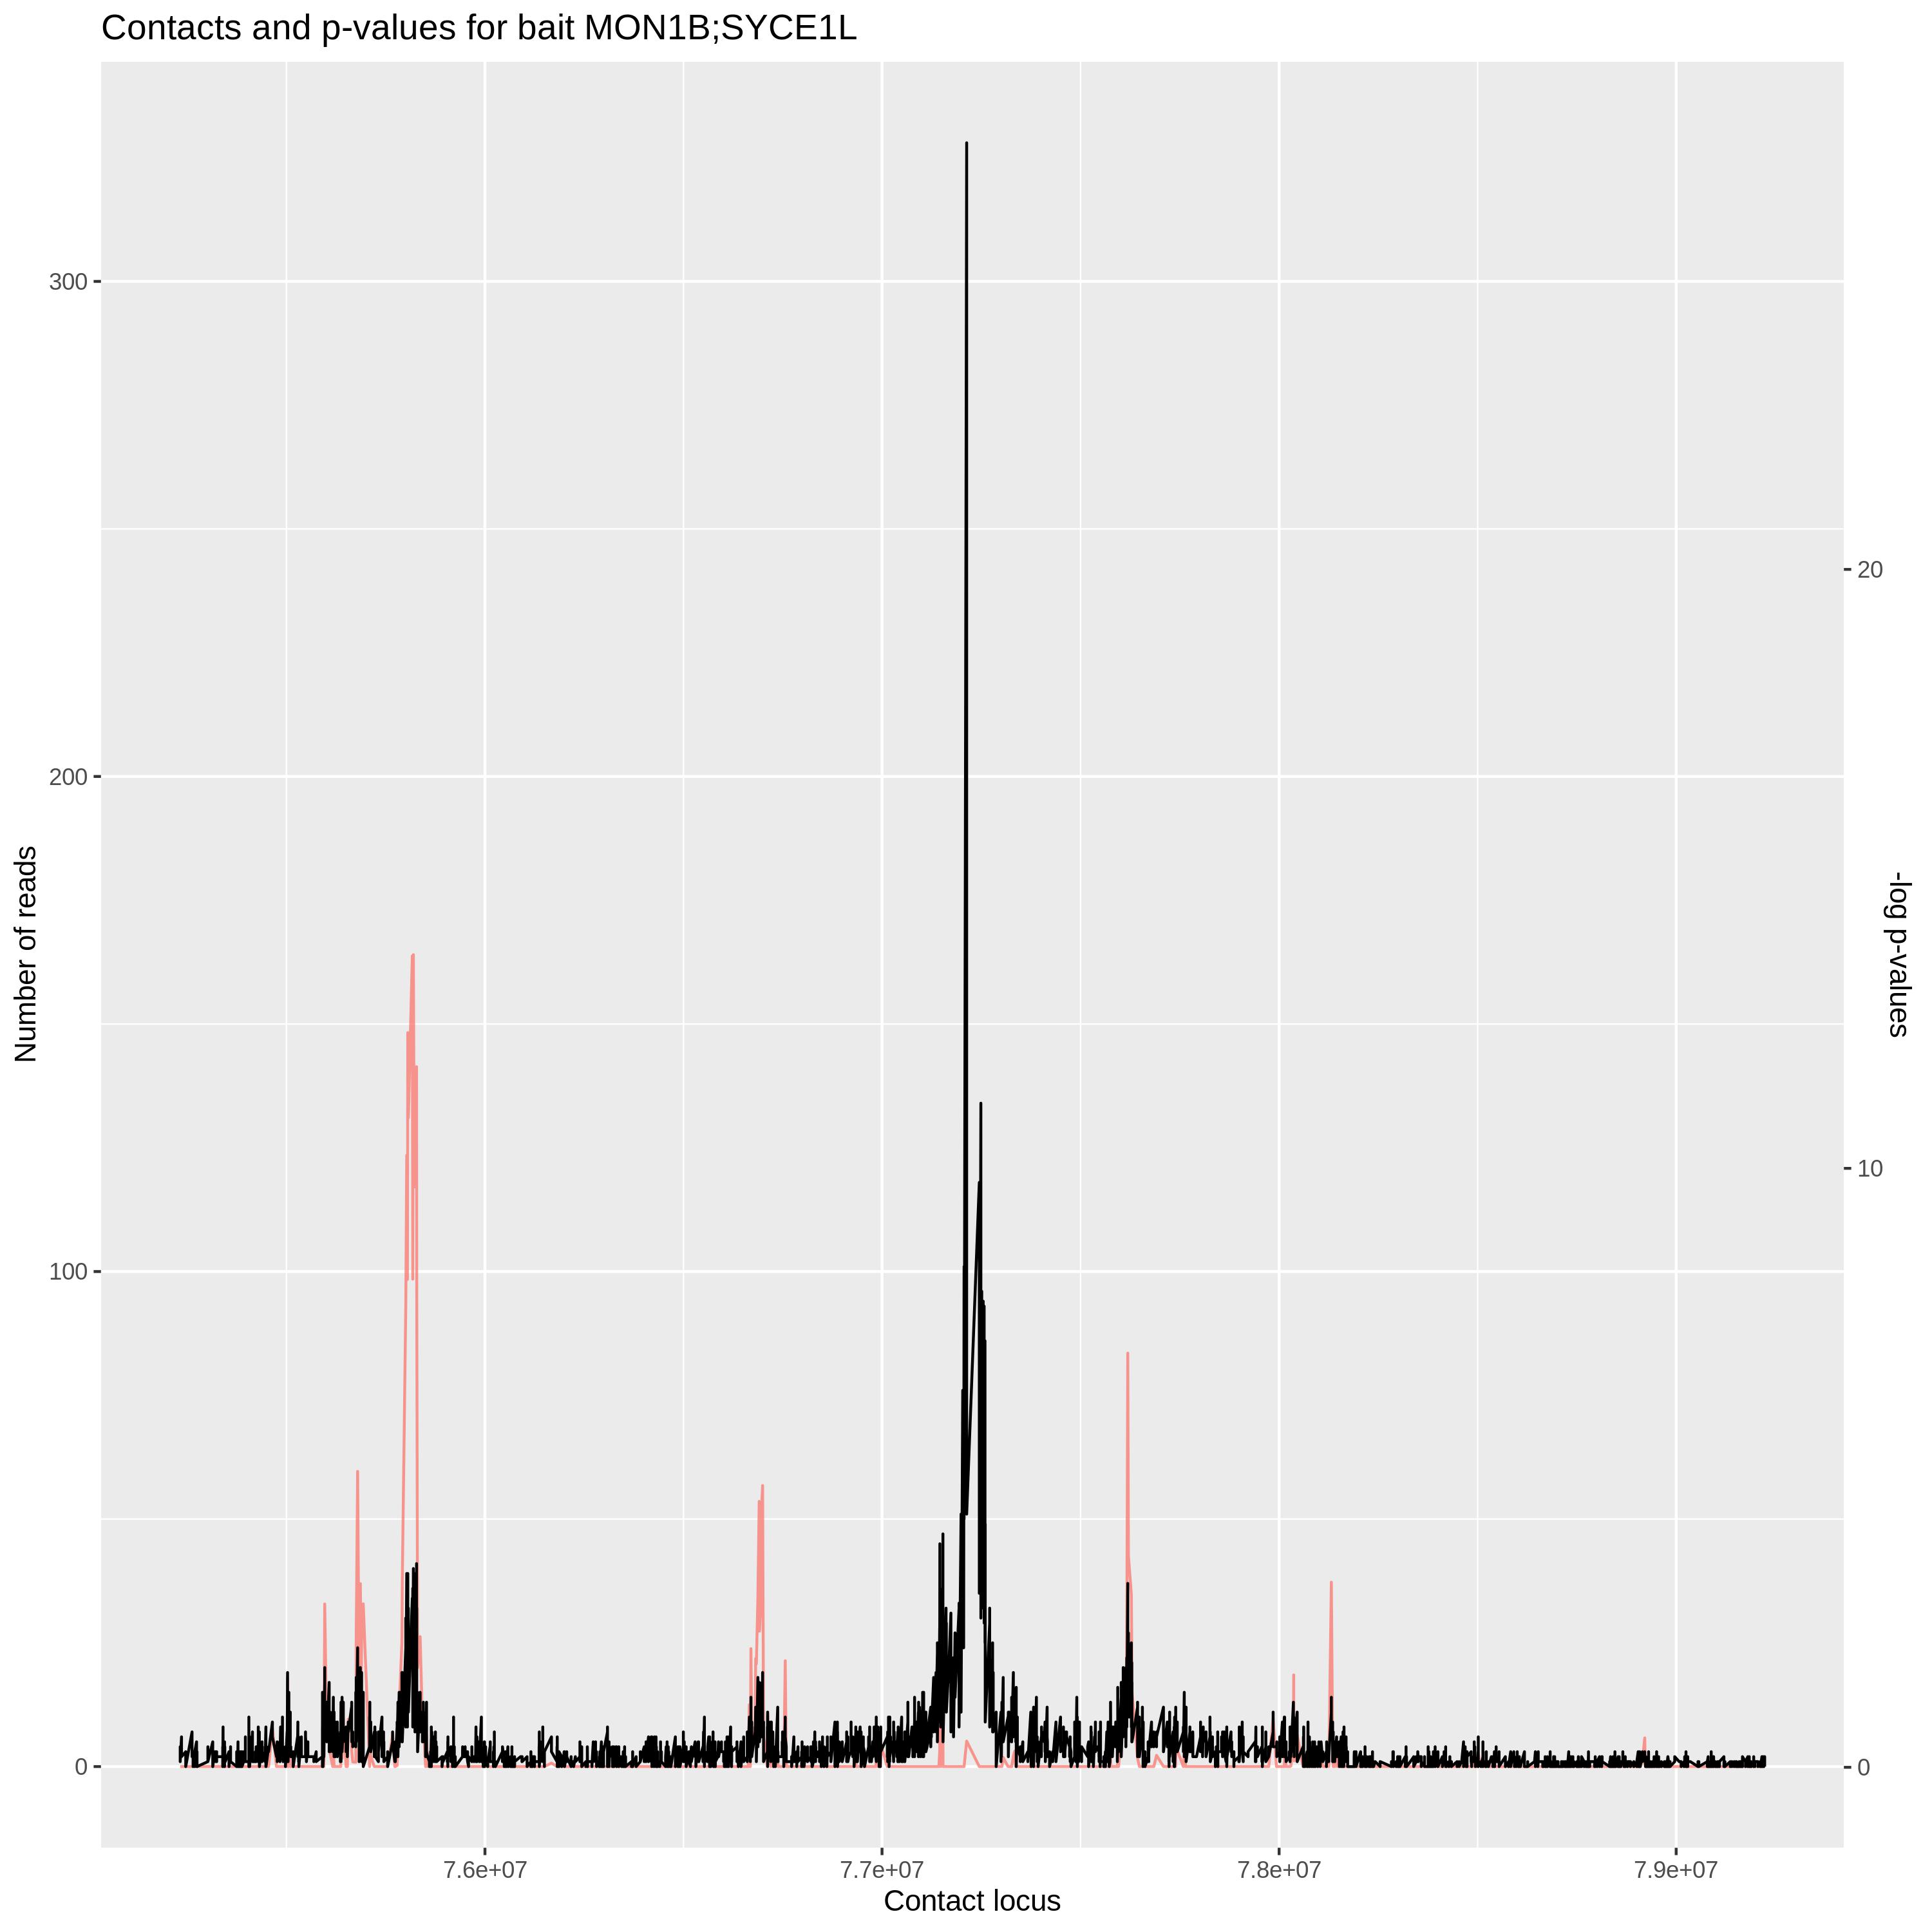 Contacts and p-values for bait MON1B;SYCE1L
300
200
100
0
Number of reads
20
10
0
-log p-values
7.6e+07 7.7e+07 7.8e+07 7.9e+07
Contact locus